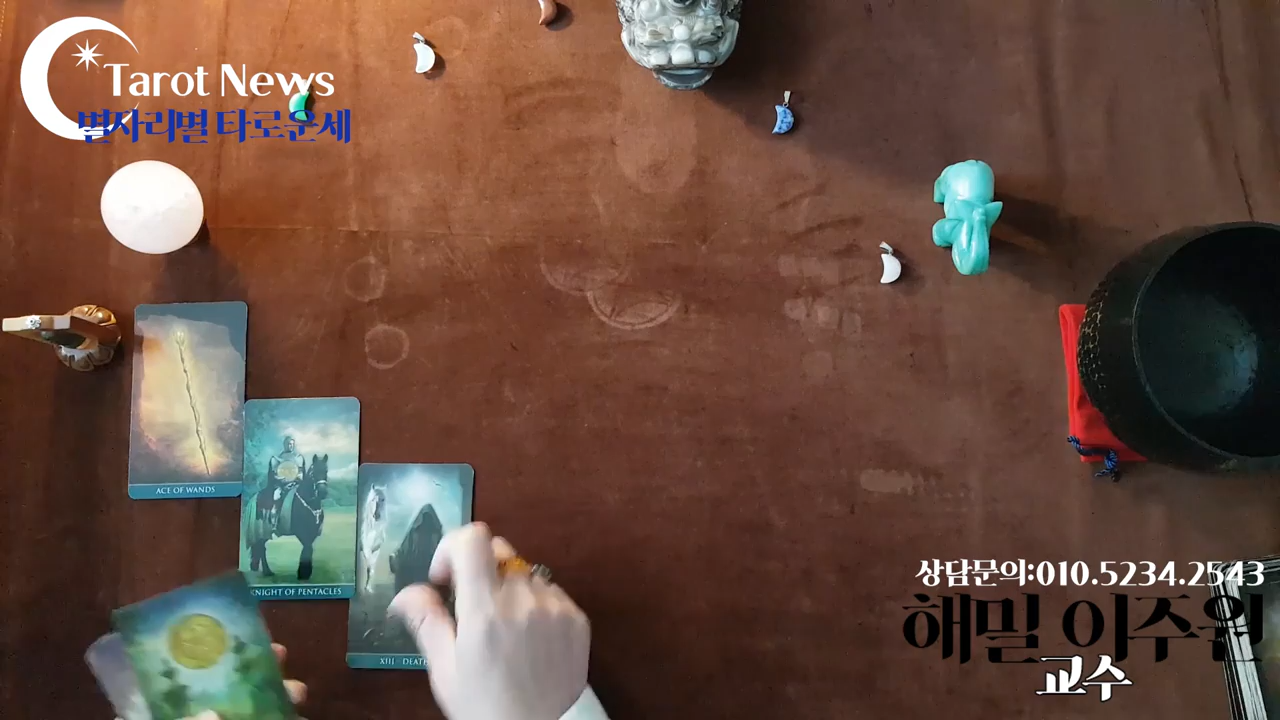 Tarot News
별자리별 타로운세
ACE OF WANDS
KNIGHT OF PENTACLES
XIII DEATH
상담문의:010.5234.2543
해밀 이주원
교수